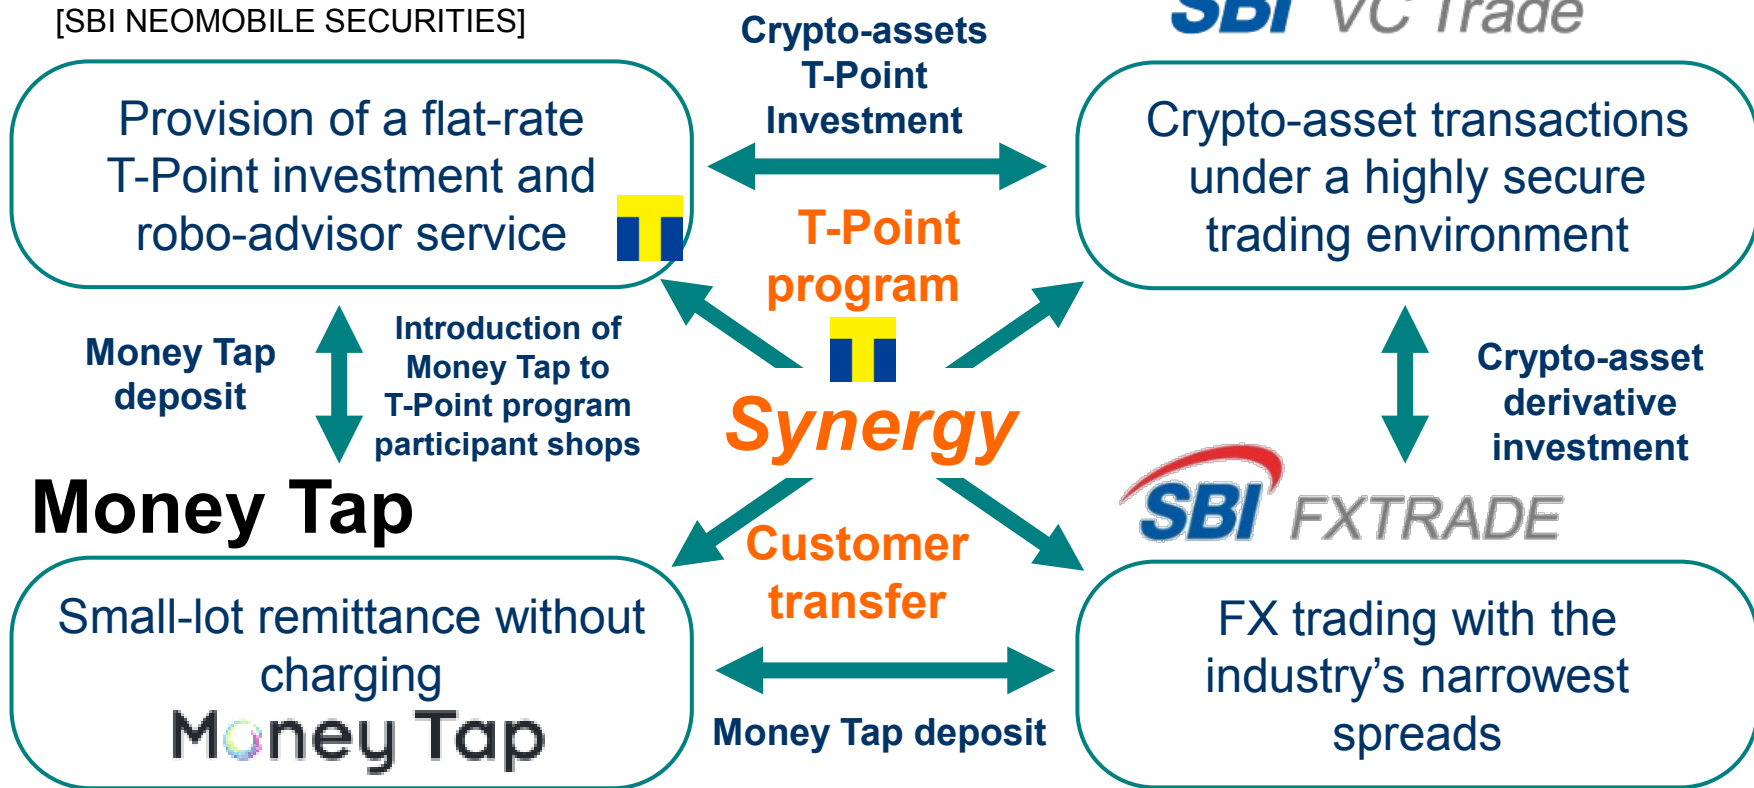 [SBI NEOMOBILE SECURITIES]
SBI VC Trade
Crypto-assets
T-Point
Investment
Provision of a flat-rate
T-Point investment and
robo-advisor service
T
Crypto-asset transactions
under a highly secure
trading environment
T-Point
program
T
Money Tap
deposit
Introduction of
Money Tap to
T-Point program
participant shops
Synergy
Crypto-asset
derivative
investment
Money Tap
SBI FXTRADE
Customer
transfer
Small-lot remittance without
charging
Money Tap
Money Tap deposit
FX trading with the
industry's narrowest
spreads